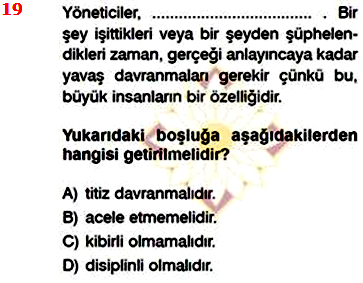 19
Yöneticiler, ..................................... . Bir
şey işittikleri veya bir şeyden şüphelen-
dikleri zaman, gerçeği anlayıncaya kadar
yavaş davranmaları gerekir çünkü bu,
büyük insanların bir özelliğidir.
Yukarıdaki boşluğa aşağıdakilerden
hangisi getirilmelidir?
A) titiz davranmalıdır.
B) acele etmemelidir.
C) kibirli olmamalıdır.
D) disiplinli olmalıdır.